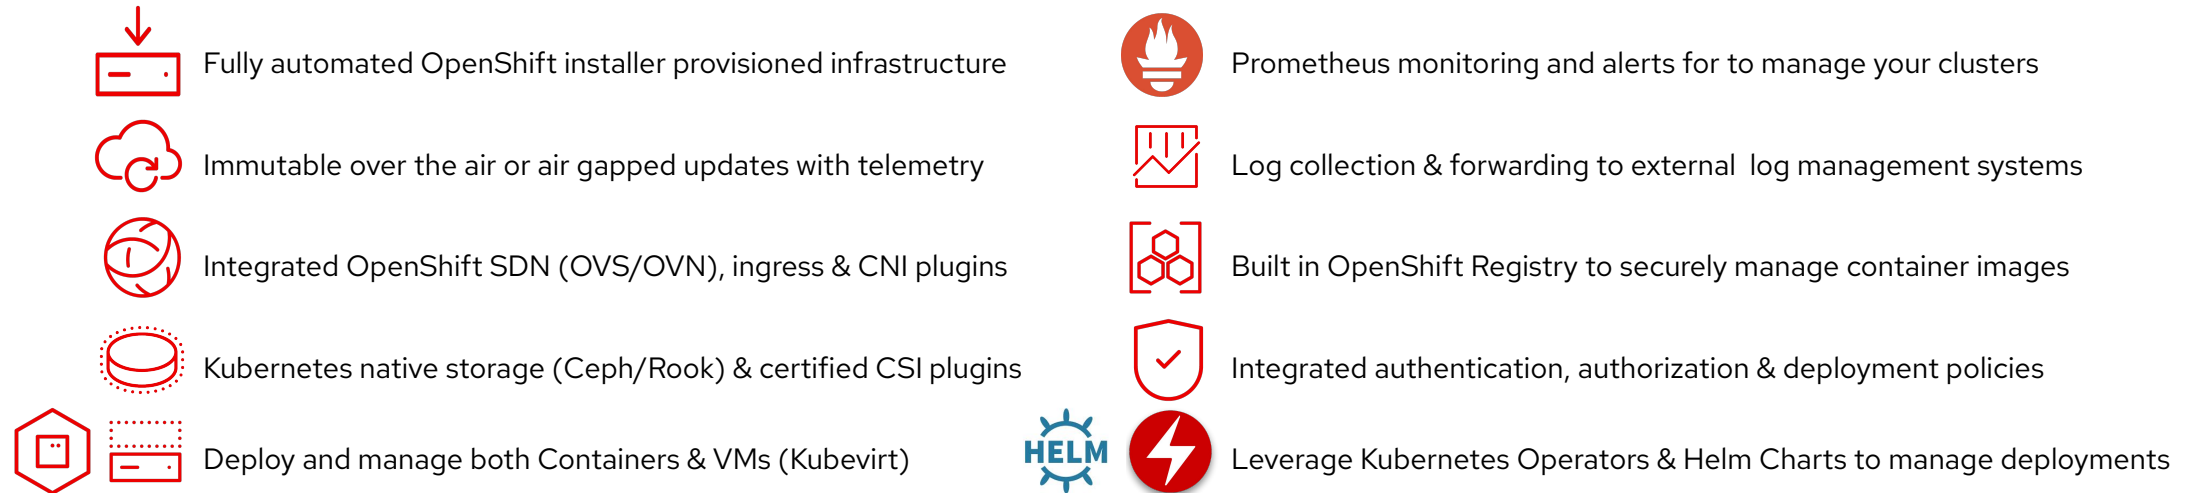 Fully automated OpenShift installer provisioned infrastructure
Immutable over the air or air gapped updates with telemetry
Integrated OpenShift SDN (OVS/OVN), ingress & CNI plugins
Kubernetes native storage (Ceph/Rook) & certified CSI plugins
Deploy and manage both Containers & VMs (Kubevirt)
Prometheus monitoring and alerts for to manage your clusters
Log collection & forwarding to external  log management systems
Built in OpenShift Registry to securely manage container images
Integrated authentication, authorization & deployment policies
HELM
Leverage Kubernetes Operators & Helm Charts to manage deployments